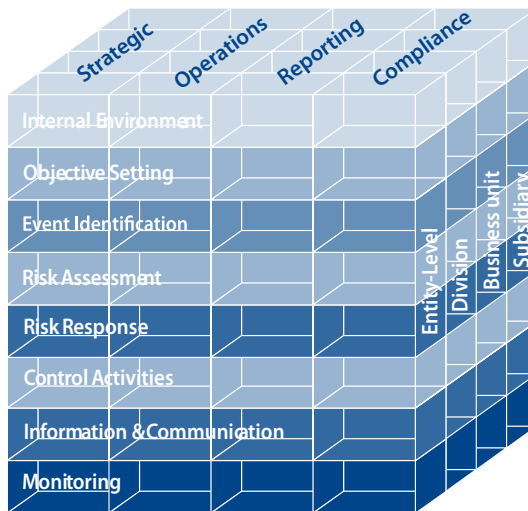 Strategic
Operations
Reporting
Compliance
Internal Environment
Objective Setting
Event Identification
Risk Assessment
Risk Response
Control Activities
Information & Communication
Monitoring
Entity-Level
Division
Business unit
Subsidiary